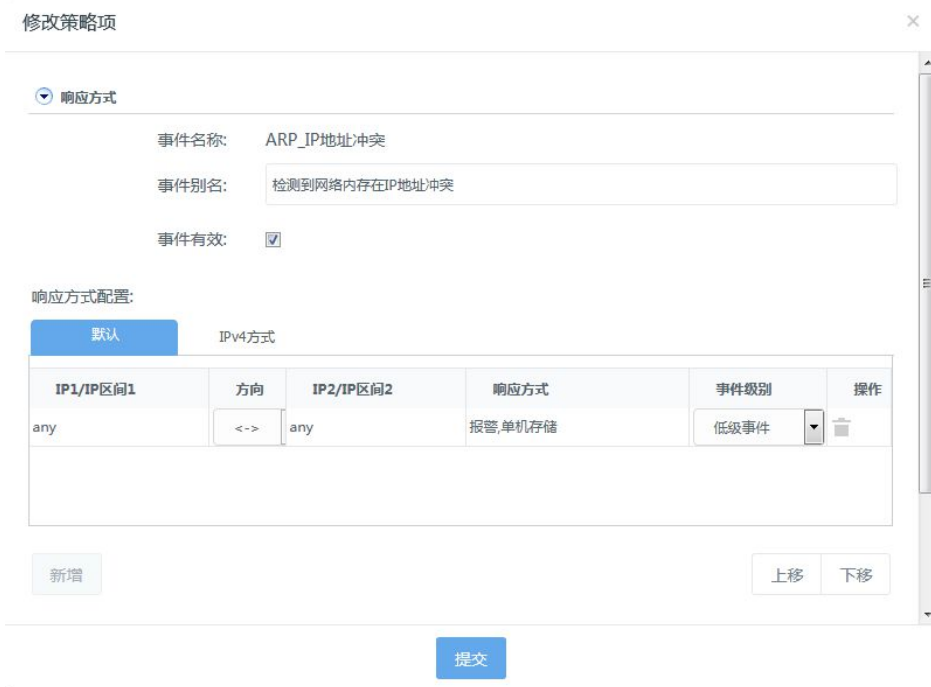 修改策略项 ×
响应方式
事件名称: ARP_IP地址冲突
事件别名: 检测到网络内存在IP地址冲突
事件有效:
响应方式配置:
默认 IPv4方式
IP1/IP区间1 方向 IP2/IP区间2 响应方式 事件级别 操作
any <-> any 报警,单机存储 低级事件
新增 上移 下移
提交